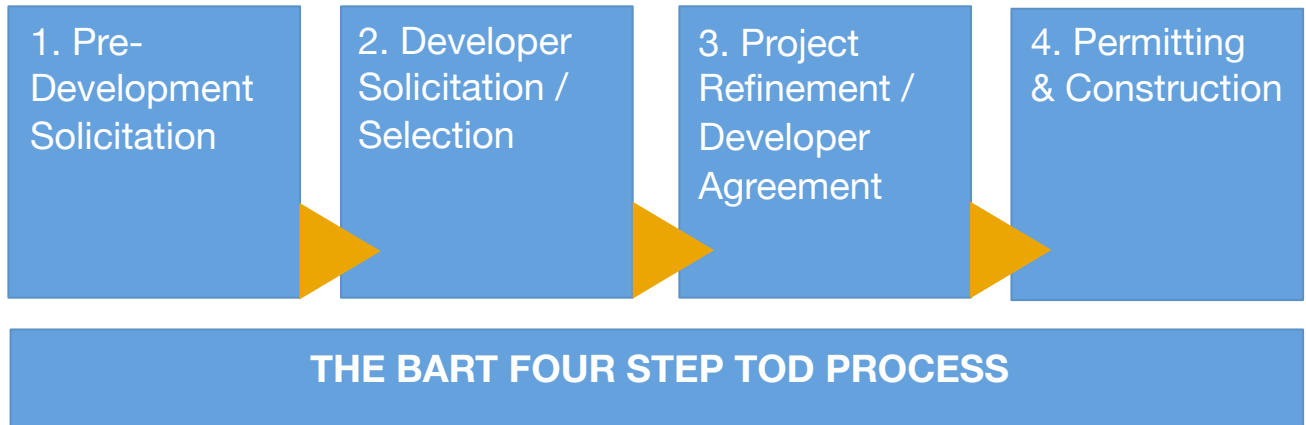 1. Pre-
Development
Solicitation
2. Developer
Solicitation /
Selection
3. Project
Refinement /
Developer
Agreement
4. Permitting
& Construction
THE BART FOUR STEP TOD PROCESS